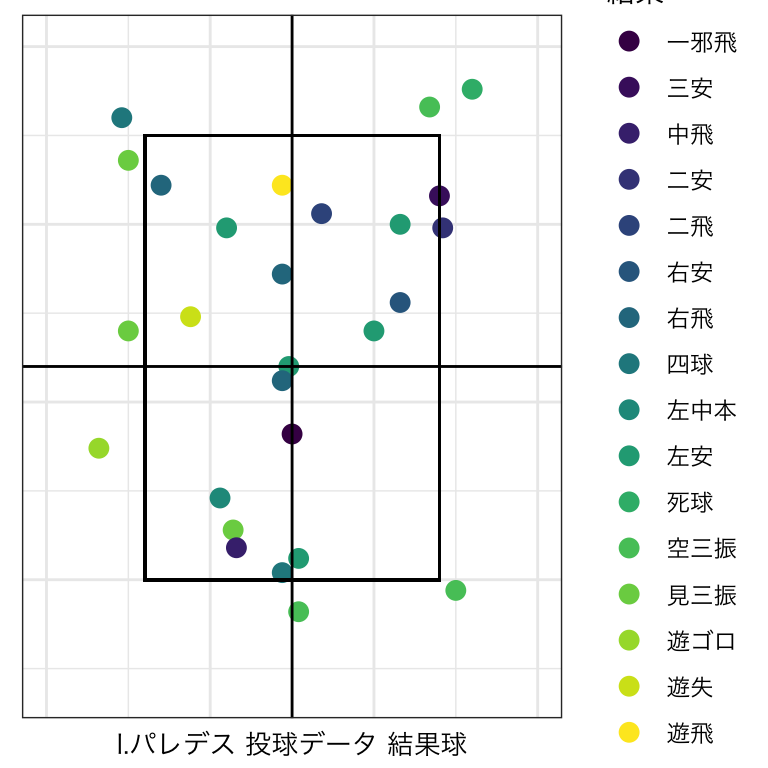 結果
一邪飛
三安
中飛
二安
二飛
右安
右飛
四球
左中本
左安
死球
空三振
見三振
遊ゴロ
遊失
遊飛
I.パレデス 投球データ 結果球